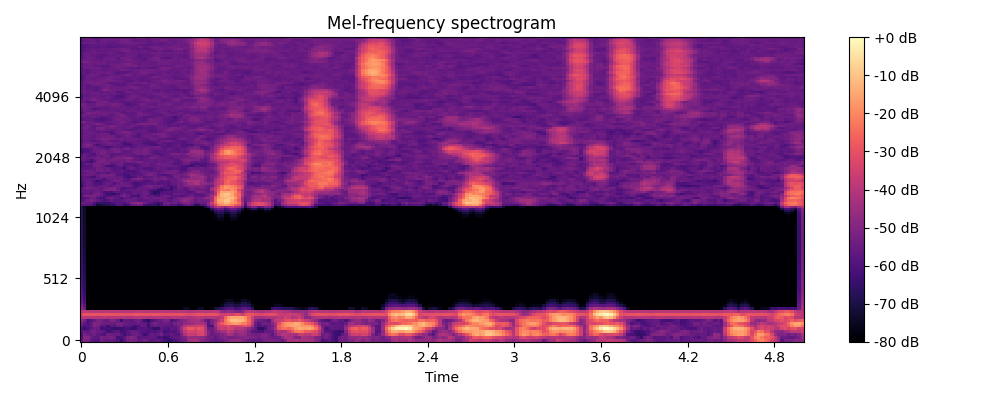 Mel-frequency spectrogram
+0 dB
-10 dB
4096
-20 dB
2048
-30 dB
Hz
-40 dB
1024
-50 dB
512
-60 dB
-70 dB
0
-80 dB
0 0.6 1.2 1.8 2.4 3 3.6 4.2 4.8
Time